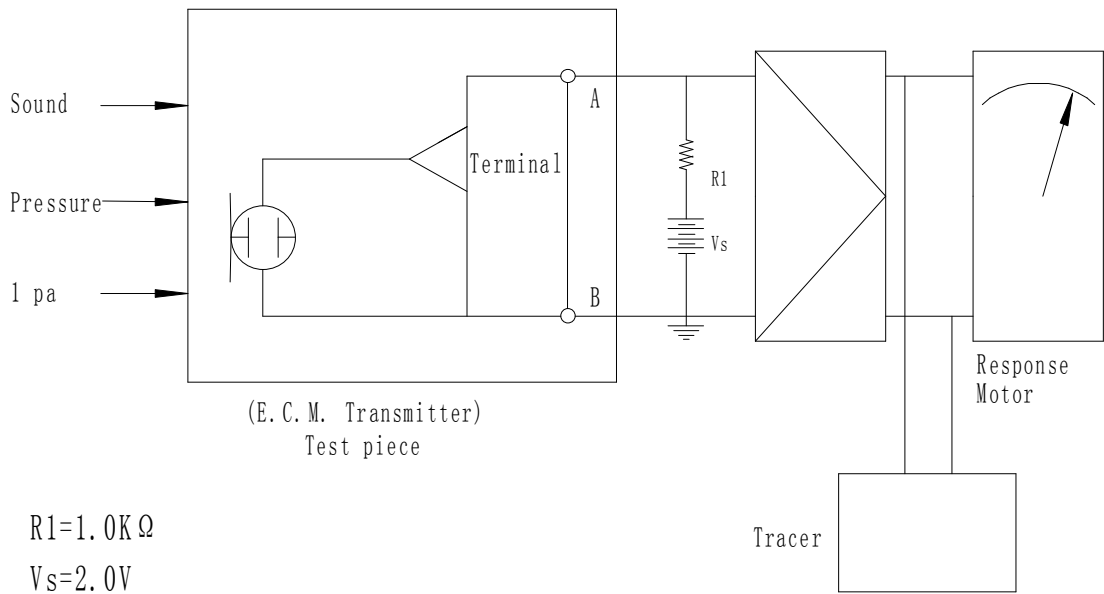 Sound
Pressure
1 pa
Terminal
A
B
R1
Vs
Response
Motor
(E.C.M. Transmitter)
Test piece
Tracer
R1=1.0KΩ
Vs=2.0V